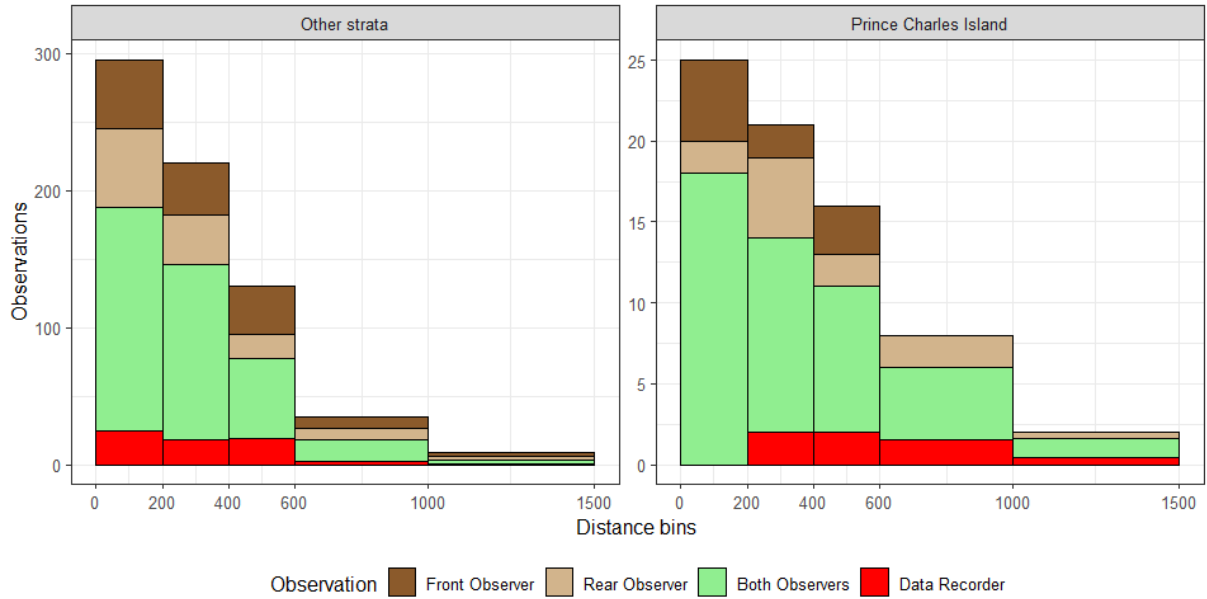 Other strata
Prince Charles Island
Observations
300
200
100
0
25
20
15
10
5
0
0 200 400 600 1000 1500
0 200 400 600 1000 1500
Distance bins
Observation Front Observer Rear Observer Both Observers Data Recorder